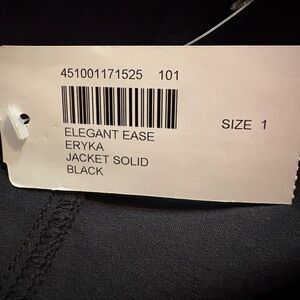 451001171525 101
SIZE 1
ELEGANT EASE
ERYKA
JACKET SOLID
BLACK